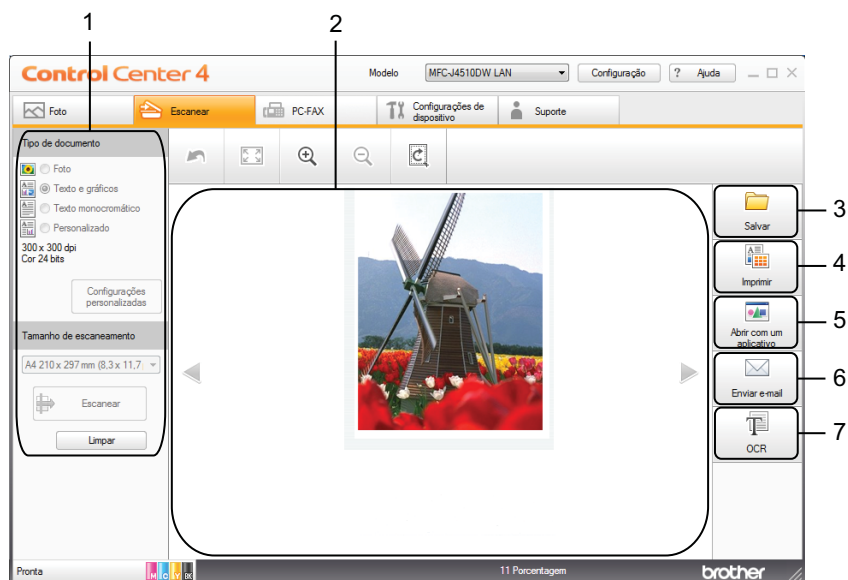 1
2
Control Center 4
Modelo
MFC-J4510DW LAN
Configuração
? Ajuda
Foto
Escanear
PC-FAX
Configurações de
dispositivo
Suporte
Tipo de documento
Foto
Texto e gráficos
Texto monocromático
Personalizado
300 x 300 dpi
Cor 24 bits
Configurações
personalizadas
Tamanho de escaneamento
A4 210 x 297 mm (8,3 x 11,7
Escanear
Limpar
Salvar
3
Imprimir
4
Abrir com um
aplicativo
5
Enviar e-mail
6
OCR
7
Pronta
M C Y BK
11 Porcentagem
brother